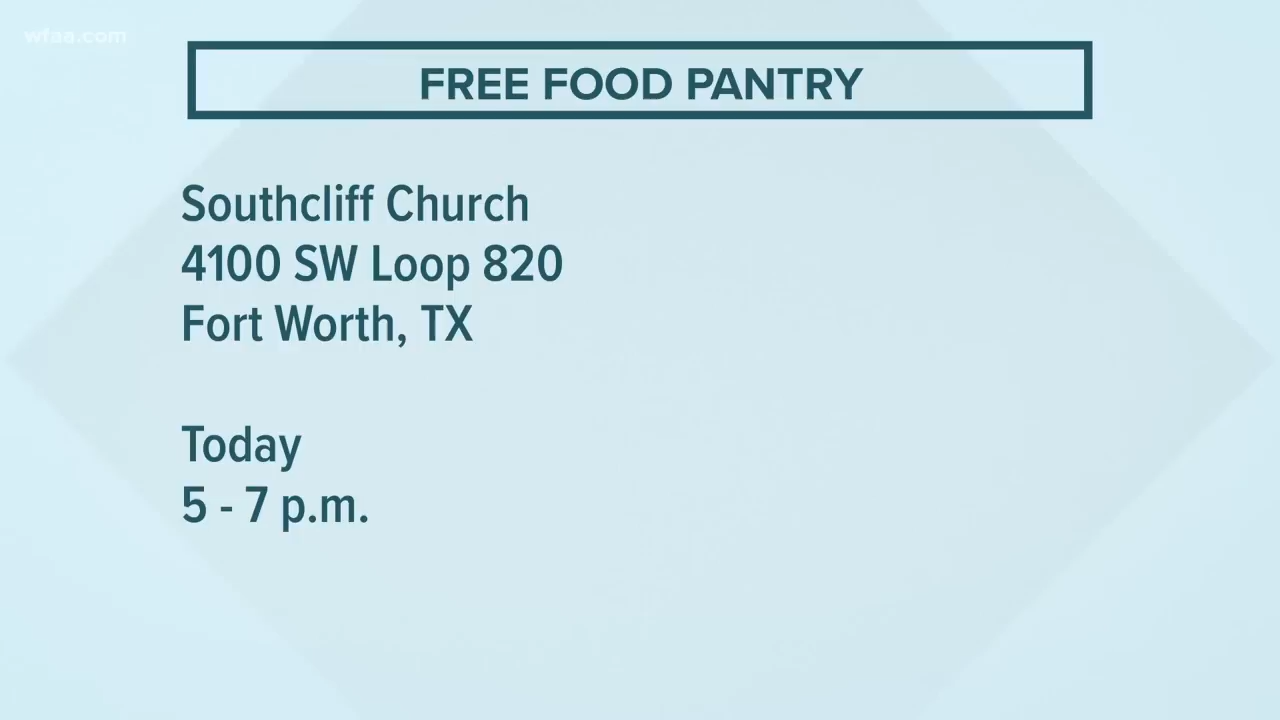 wfaa.com
FREE FOOD PANTRY
Southcliff Church
4100 SW Loop 820
Fort Worth, TX
Today
5 - 7 p.m.